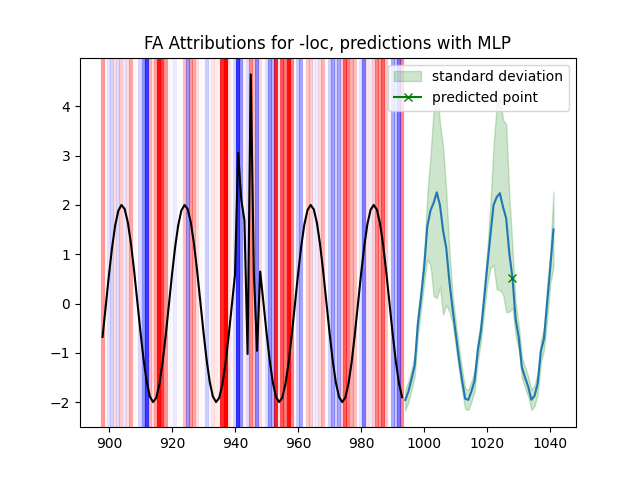 FA Attributions for -loc, predictions with MLP
standard deviation
predicted point
4
3
2
1
0
−1
−2
900 920 940 960 980 1000 1020 1040